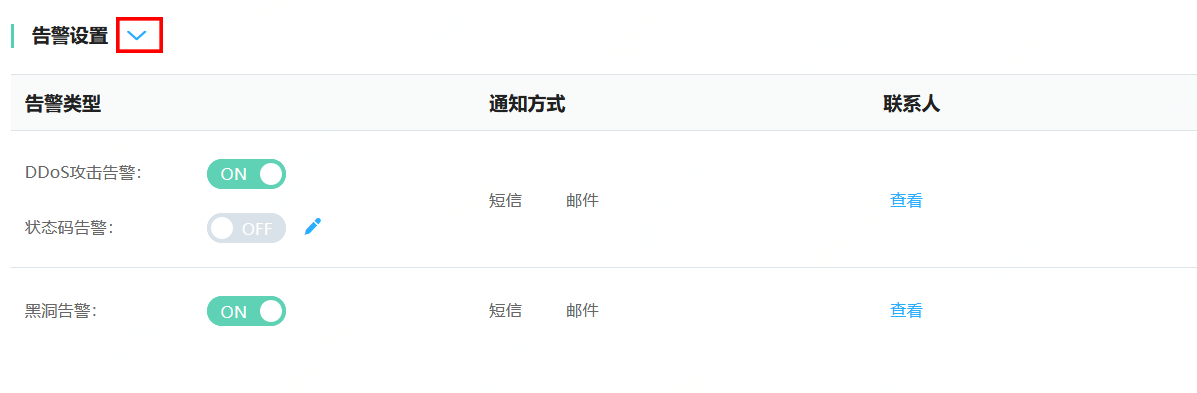 告警设置
告警类型 通知方式 联系人
DDoS攻击告警： ON
短信 邮件 查看
状态码告警： OFF
黑洞告警： ON 短信 邮件 查看